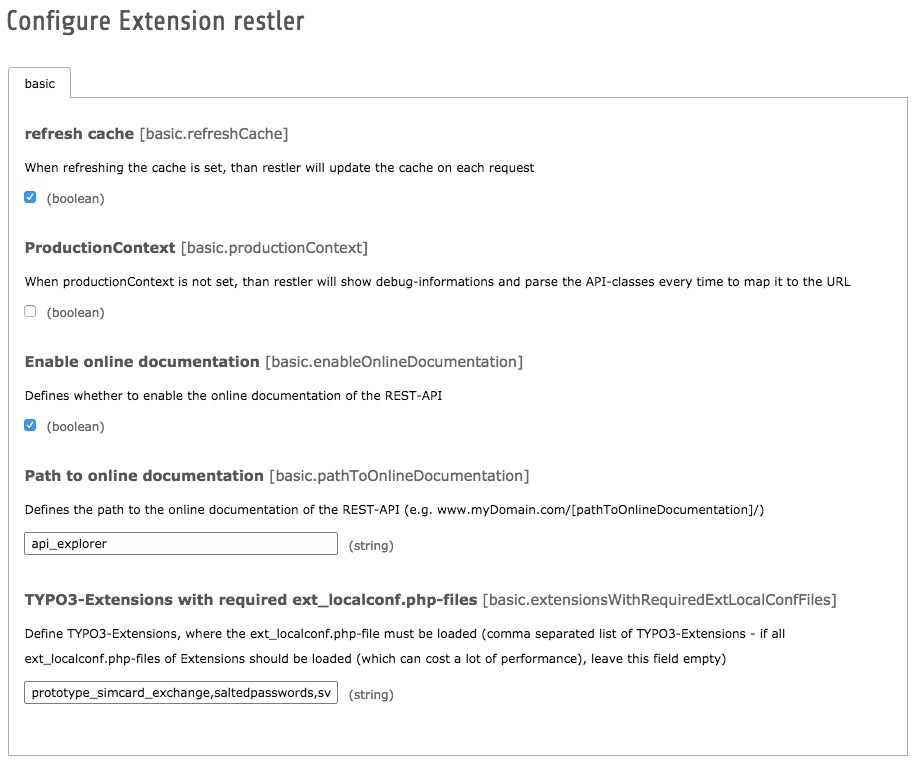 Configure Extension restler
basic
refresh cache [basic.refreshCache]
When refreshing the cache is set, than restler will update the cache on each request
(boolean)
ProductionContext [basic.productionContext]
When productionContext is not set, than restler will show debug-informations and parse the API-classes every time to map it to the URL
(boolean)
Enable online documentation [basic.enableOnlineDocumentation]
Defines whether to enable the online documentation of the REST-API
(boolean)
Path to online documentation [basic.pathToOnlineDocumentation]
Defines the path to the online documentation of the REST-API (e.g. www.myDomain.com/[pathToOnlineDocumentation]/)
api_explorer (string)
TYPO3-Extensions with required ext_localconf.php-files [basic.extensionsWithRequiredExtLocalConfFiles]
Define TYPO3-Extensions, where the ext_localconf.php-file must be loaded (comma separated list of TYPO3-Extensions - if all
ext_localconf.php-files of Extensions should be loaded (which can cost a lot of performance), leave this field empty)
prototype_simcard_exchange,saltedpasswords,sv (string)